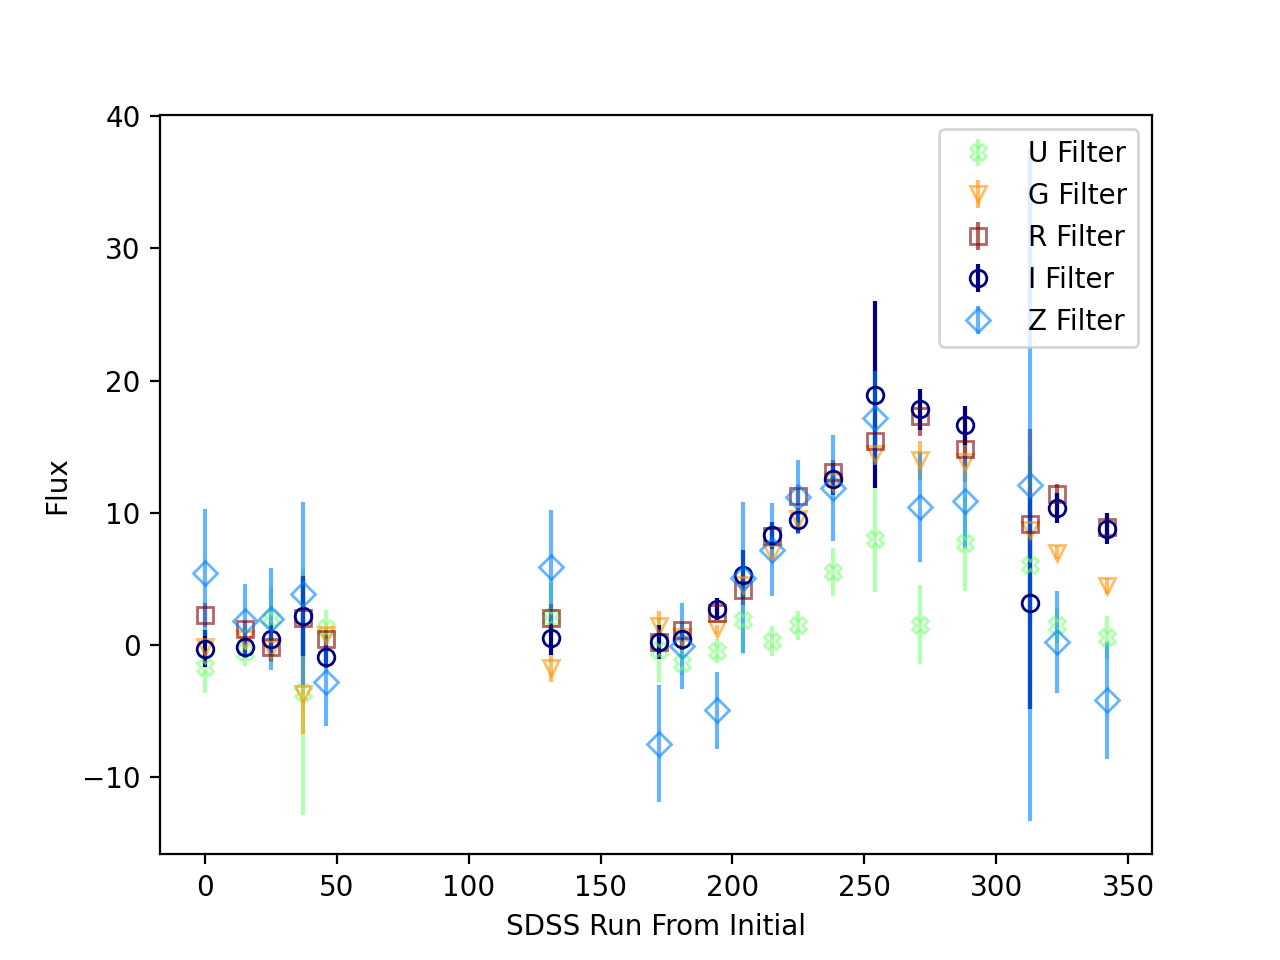 40
30
20
10
0
−10
Flux
U Filter
G Filter
R Filter
I Filter
Z Filter
0 50 100 150 200 250 300 350
SDSS Run From Initial